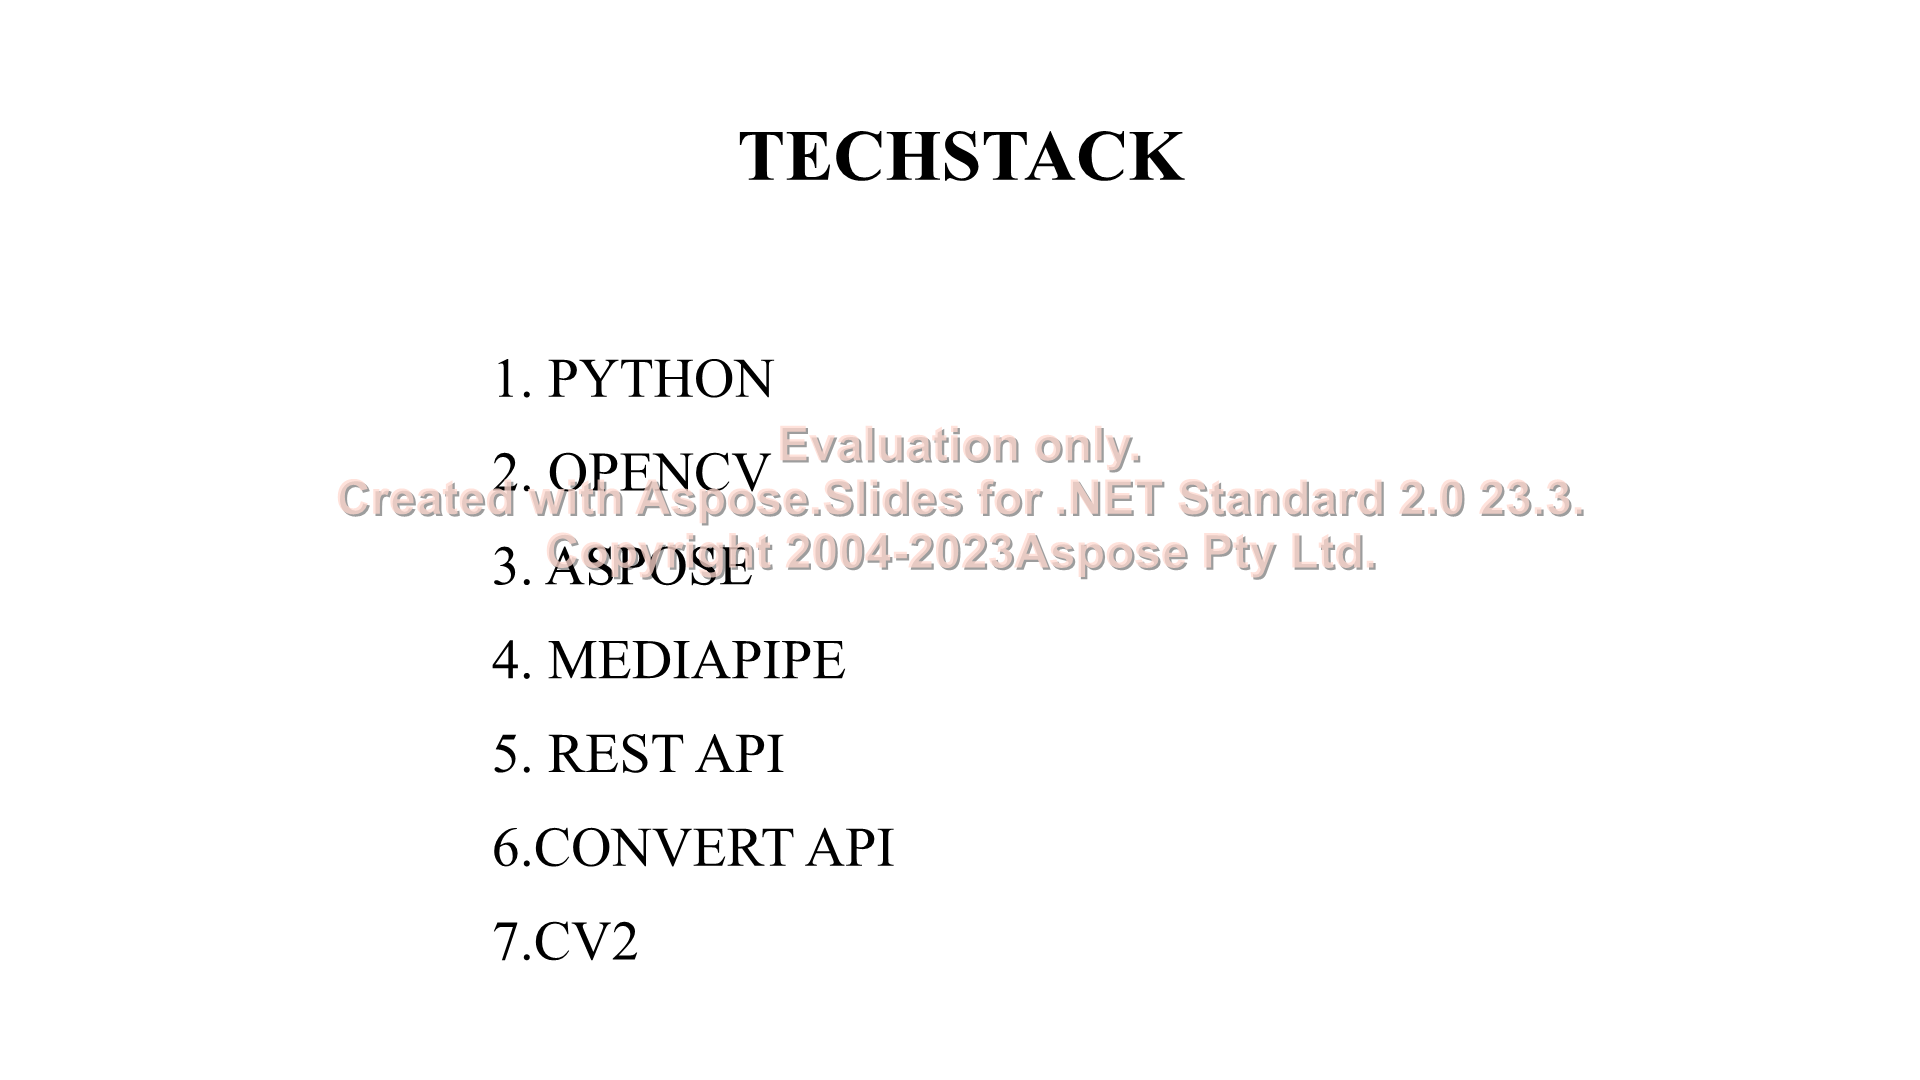 TECHSTACK
1. PYTHON
Evaluation only.
2. OPENCV
Created with Aspose.Slides for .NET Standard 2.0 23.3.
Copyright 2004-2023Aspose Pty Ltd.
3. ASPOSE
4. MEDIAPIPE
5. REST API
6.CONVERT API
7.CV2